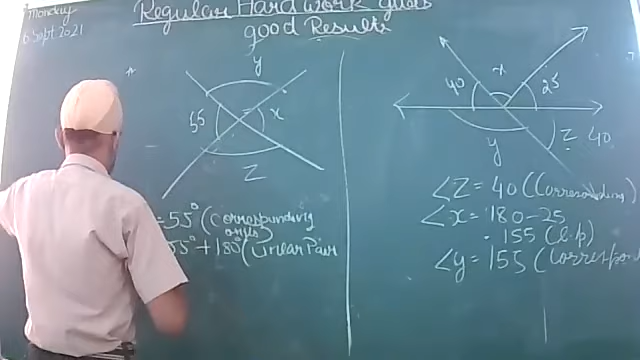 Monday
6 Sept 2021
Regular Hard work gives
good Results
y
55
x
Z
= 55° (Corresponding
angles)
55° + 180° (Linear Pair
40
x
25
y
Z
40
∠Z = 40 (Corresponding)
∠x = 180 - 25
= 155 (L.P)
∠y = 155 (Correspon